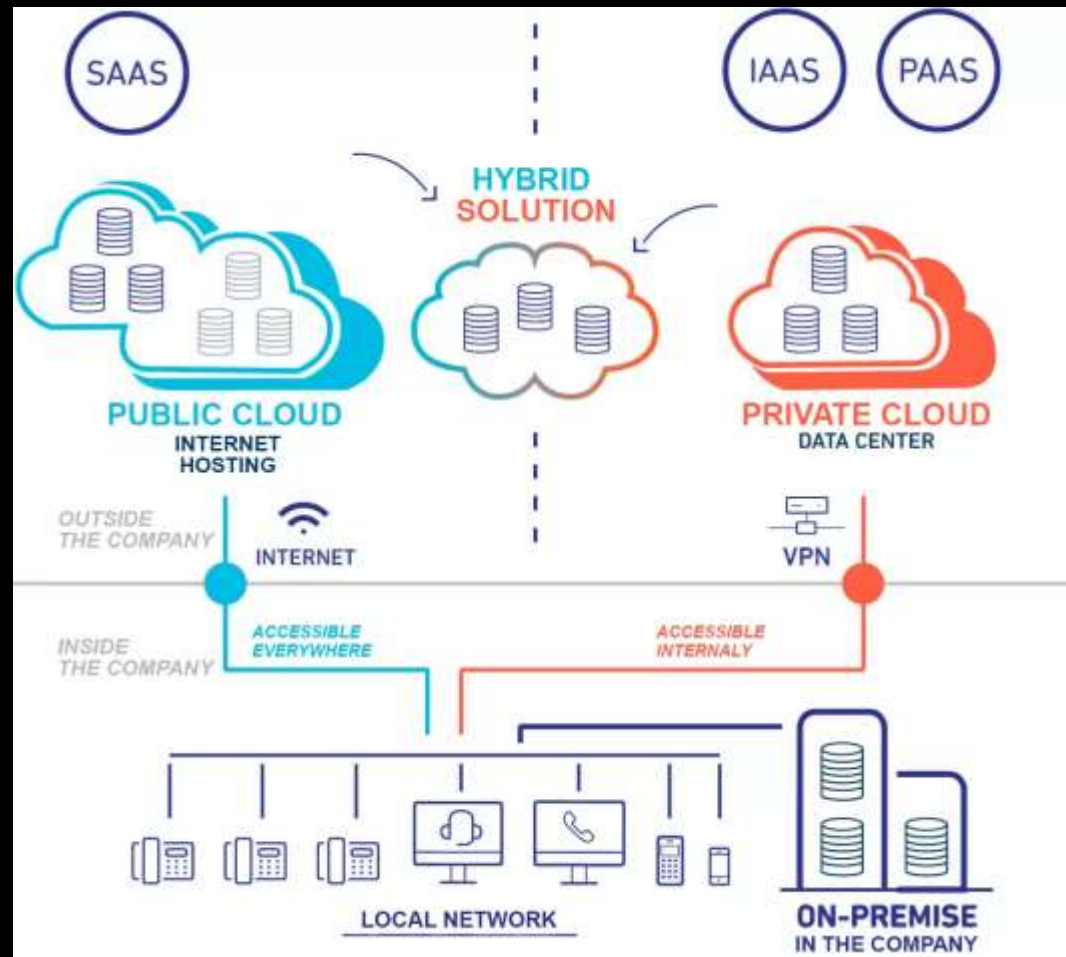 SAAS
IAAS
PAAS
HYBRID
SOLUTION
PUBLIC CLOUD
INTERNET
HOSTING
PRIVATE CLOUD
DATA CENTER
OUTSIDE
THE COMPANY
INTERNET
VPN
INSIDE
THE COMPANY
ACCESSIBLE
EVERYWHERE
ACCESSIBLE
INTERNALY
LOCAL NETWORK
ON-PREMISE
IN THE COMPANY